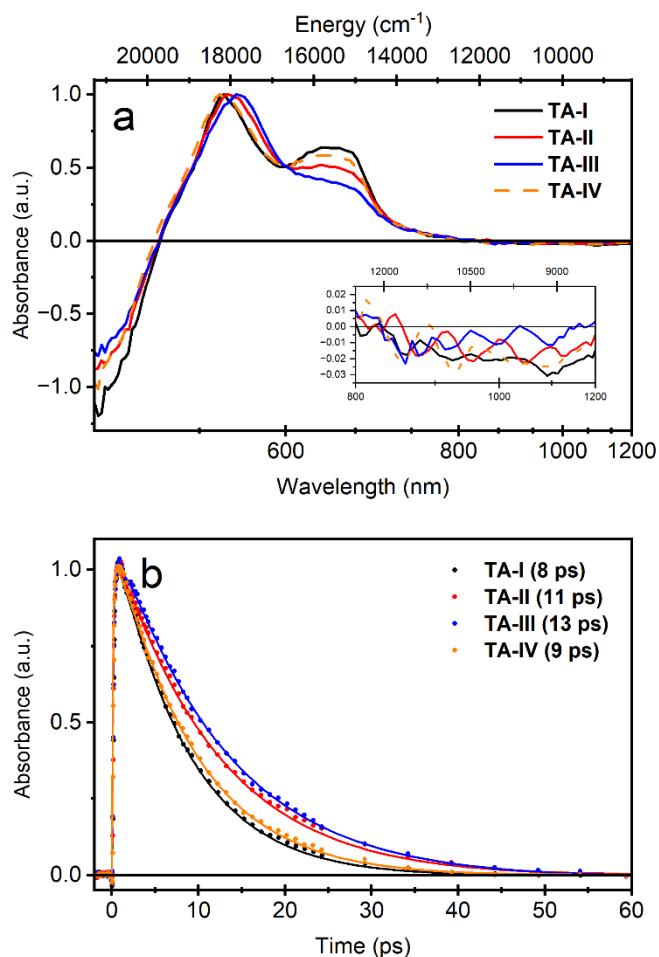 Energy (cm⁻¹)
20000 18000 16000 14000 12000 10000
a
TA-I
TA-II
TA-III
TA-IV
1.0
0.5
0.0
−0.5
−1.0
Absorbance (a.u.)
12000 10500 9000
0.02
0.01
0.00
−0.01
−0.02
−0.03
800 1000 1200
600 800 1000 1200
Wavelength (nm)
b
TA-I (8 ps)
TA-II (11 ps)
TA-III (13 ps)
TA-IV (9 ps)
1.0
0.5
0.0
Absorbance (a.u.)
0 10 20 30 40 50 60
Time (ps)